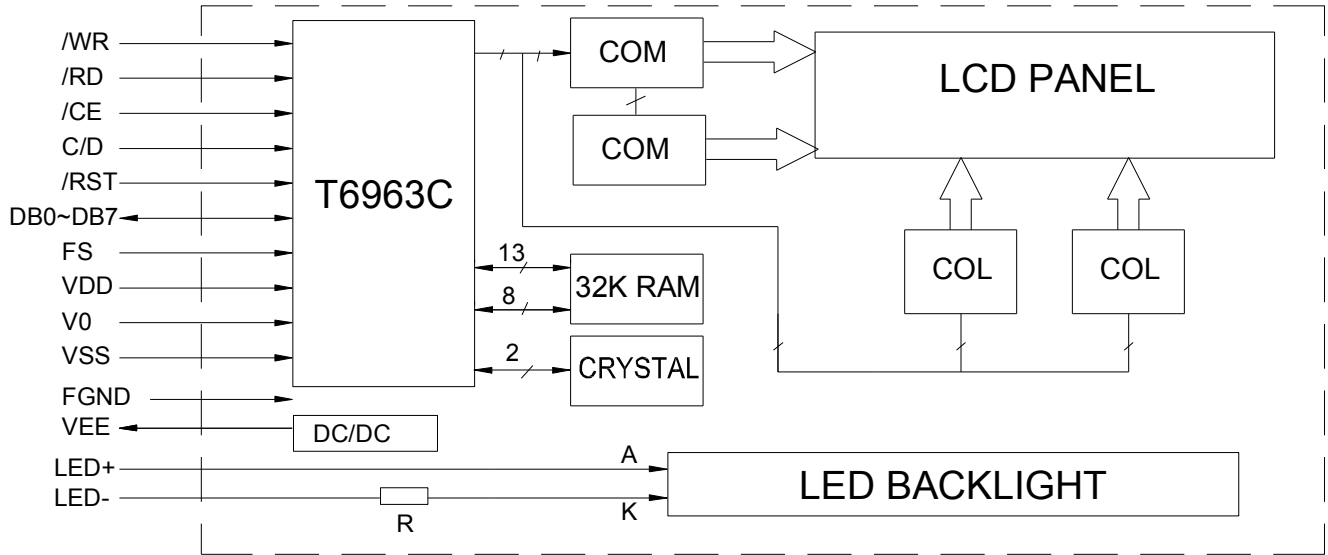 /WR
/RD
/CE
C/D
/RST
DB0~DB7
FS
VDD
V0
VSS
FGND
VEE
LED+
LED-
T6963C
DC/DC
R
COM
COM
13
8
32K RAM
2
CRYSTAL
LCD PANEL
COL
COL
A
K
LED BACKLIGHT